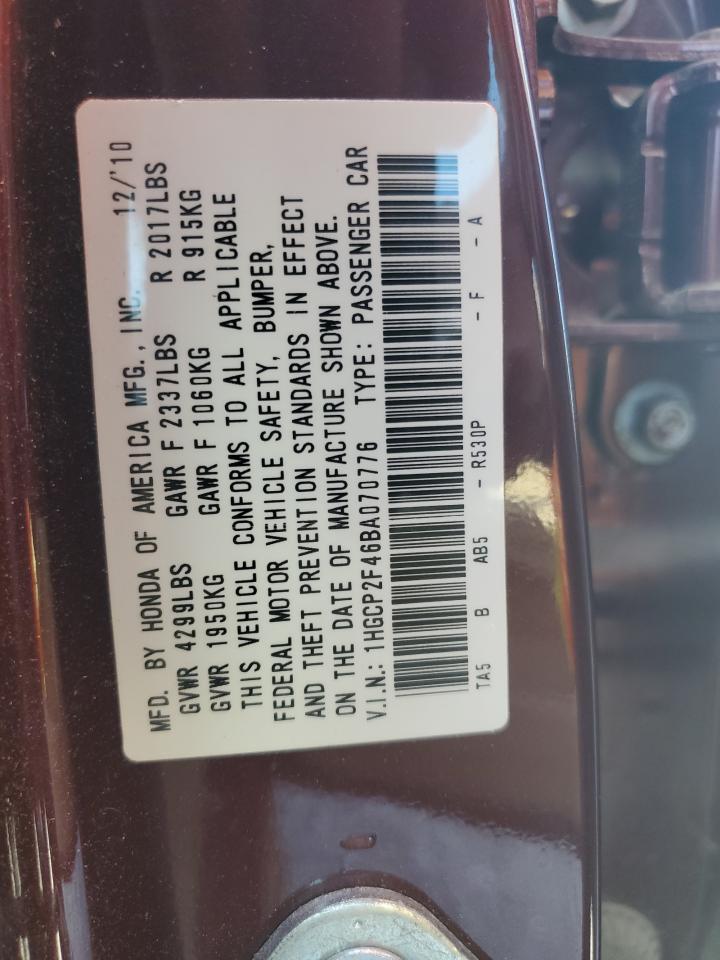 MFD. BY HONDA OF AMERICA MFG., INC. 12/'10
GVWR 4299LBS GAWR F 2337LBS R 2017LBS
GVWR 1950KG GAWR F 1060KG R 915KG
THIS VEHICLE CONFORMS TO ALL APPLICABLE
FEDERAL MOTOR VEHICLE SAFETY, BUMPER,
AND THEFT PREVENTION STANDARDS IN EFFECT
ON THE DATE OF MANUFACTURE SHOWN ABOVE.
V.I.N.: 1HGCP2F46BA070776 TYPE: PASSENGER CAR
TA5 B AB5 - R530P - F - A